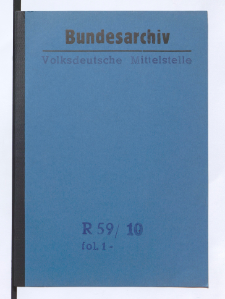 Bundesarchiv
Volksdeutsche Mittelstelle
R 59/ 10
fol. 1-